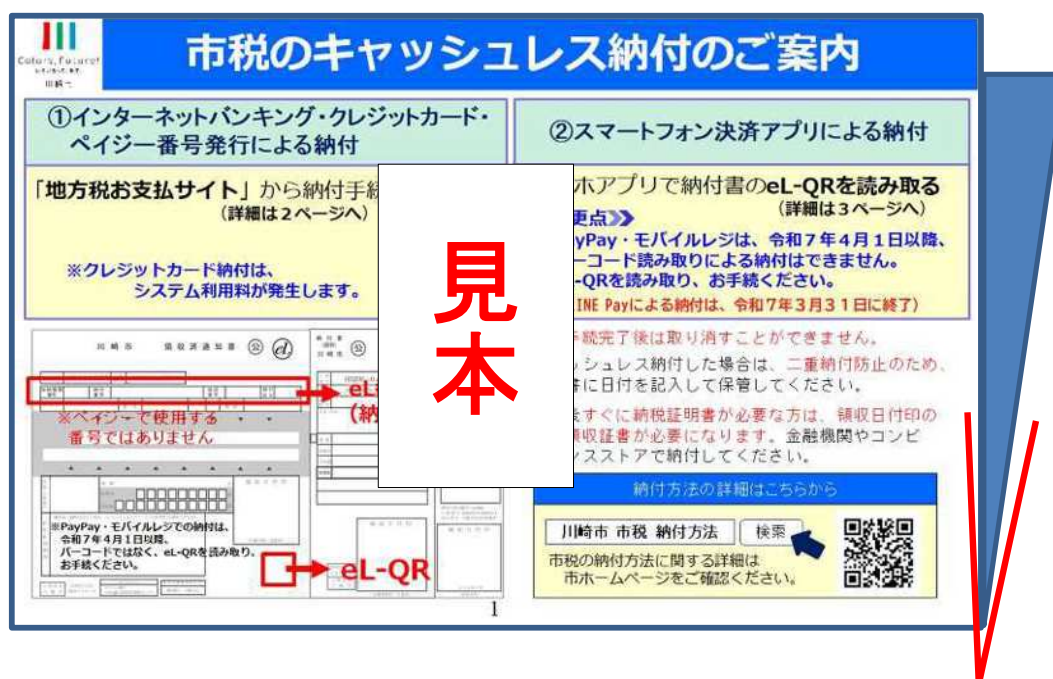 Colors, Future!
市税のキャッシュレス納付のご案内
①インターネットバンキング・クレジットカード・
ペイジー番号発行による納付
「地方税お支払サイト」から納付手続
(詳細は2ページへ)
※クレジットカード納付は、
システム利用料が発生します。
②スマートフォン決済アプリによる納付
ホアプリで納付書のeL-QRを読み取る
(詳細は3ページへ)
更点
yPay・モバイルレジは、令和7年4月1日以降、
ーコード読み取りによる納付はできません。
-QRを読み取り、お手続ください。
INE Payによる納付は、令和7年3月31日に終了)
見
本
手続完了後は取り消すことができません。
ッシュレス納付した場合は、二重納付防止のため、
書に日付を記入して保管してください。
後すぐに納税証明書が必要な方は、領収日付印の
領収証書が必要になります。金融機関やコンビ
ンスストアで納付してください。
川崎市 領収済通知書 公 eL
川崎市 公
eL-
(納
※ペイジーで使用する
番号ではありません
※PayPay・モバイルレジでの納付は、
令和7年4月1日以降、
バーコードではなく、eL-QRを読み取り、
お手続ください。
eL-QR
納付方法の詳細はこちらから
川崎市 市税 納付方法 検索
市税の納付方法に関する詳細は
市ホームページをご確認ください。
1